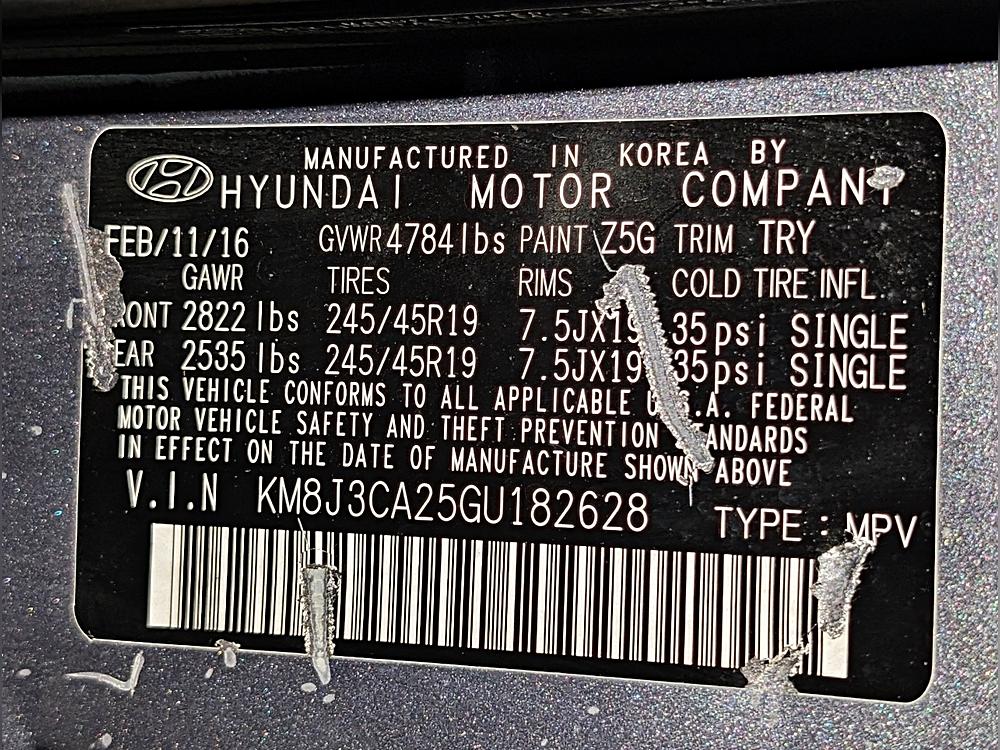 MANUFACTURED IN KOREA BY
HYUNDAI MOTOR COMPANY
FEB/11/16 GVWR 4784 lbs PAINT Z5G TRIM TRY
GAWR TIRES RIMS COLD TIRE INFL.
FRONT 2822 lbs 245/45R19 7.5JX19 35psi SINGLE
REAR 2535 lbs 245/45R19 7.5JX19 35psi SINGLE
THIS VEHICLE CONFORMS TO ALL APPLICABLE U.S.A. FEDERAL
MOTOR VEHICLE SAFETY AND THEFT PREVENTION STANDARDS
IN EFFECT ON THE DATE OF MANUFACTURE SHOWN ABOVE
V.I.N KM8J3CA25GU182628 TYPE : MPV